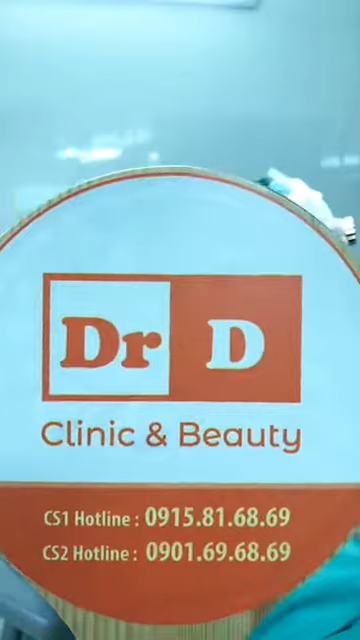 Dr D
Clinic & Beauty
CS1 Hotline : 0915.81.68.69
CS2 Hotline : 0901.69.68.69